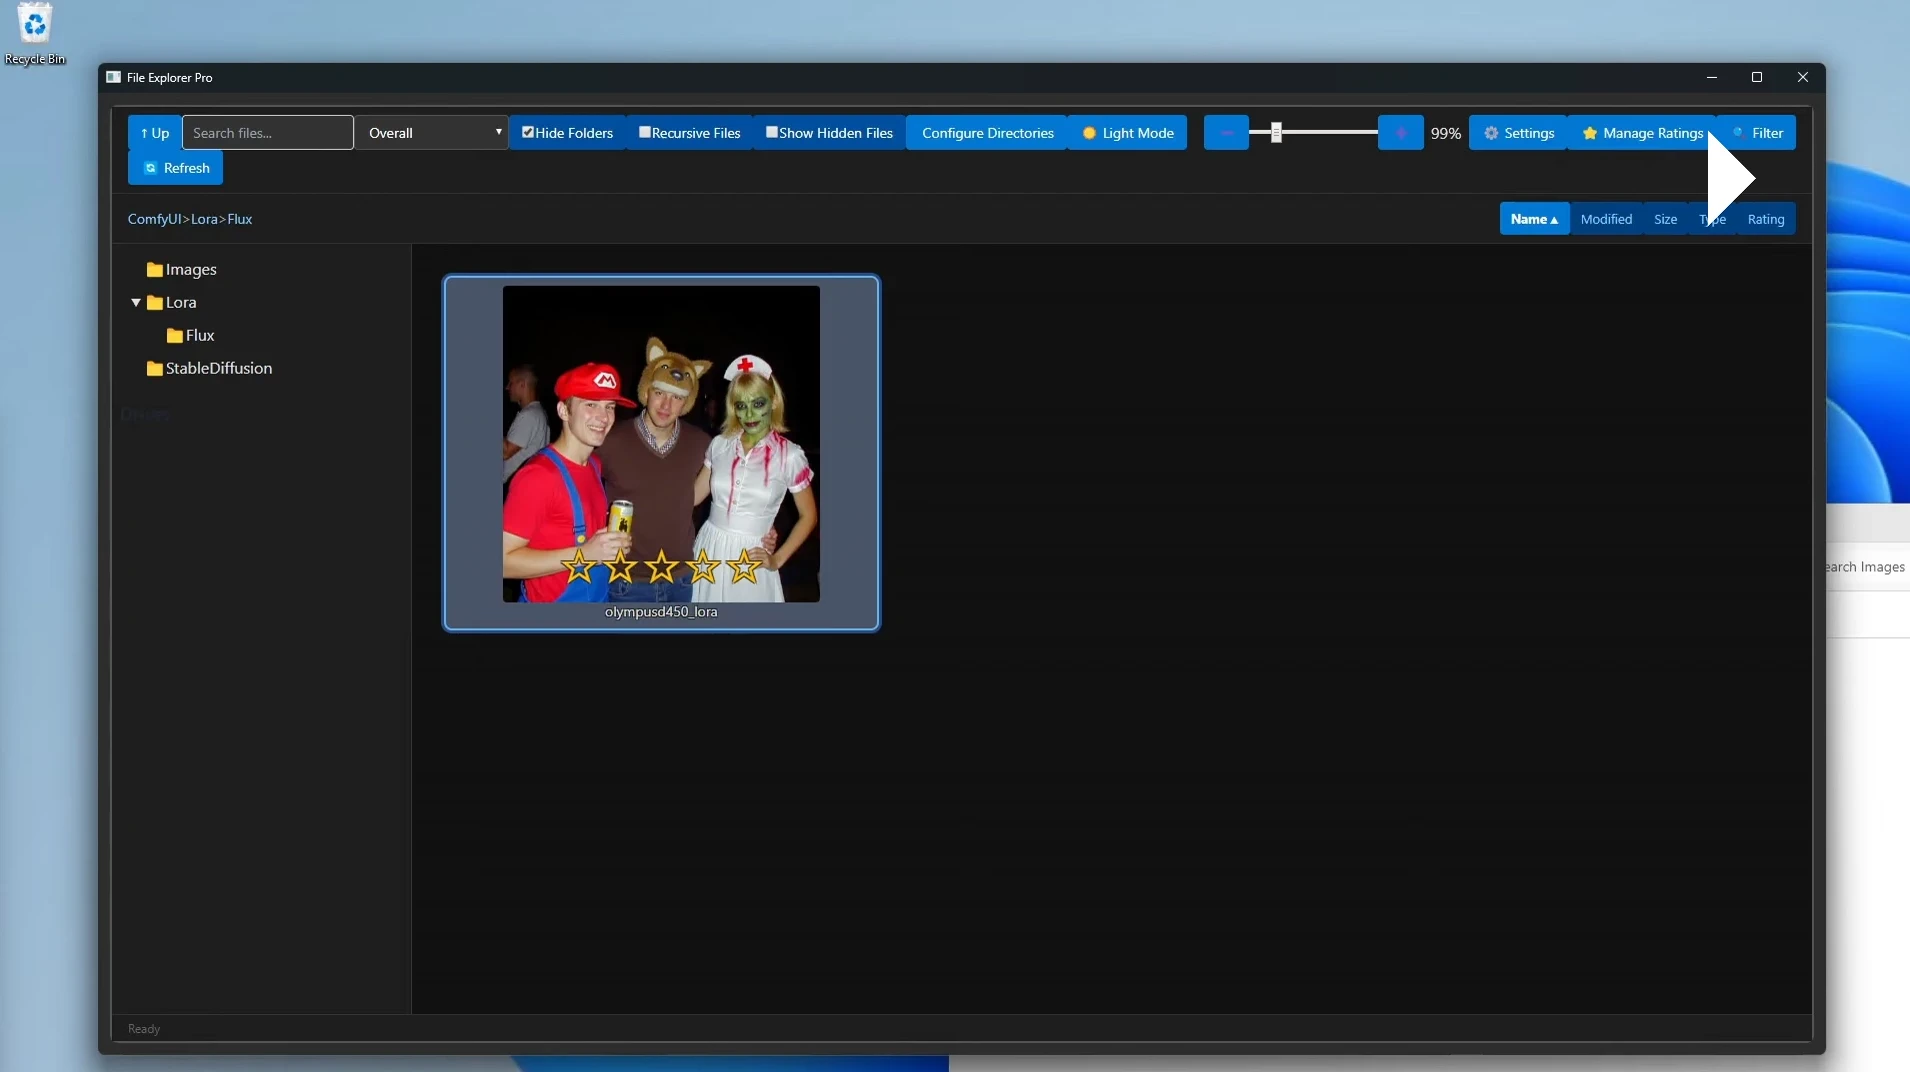 Recycle Bin
File Explorer Pro
↑ Up
Search files...
Overall
Hide Folders
Recursive Files
Show Hidden Files
Configure Directories
Light Mode
99%
Settings
Manage Ratings
Filter
Refresh
ComfyUI>Lora>Flux
Name▲
Modified
Size
Type
Rating
Images
Lora
Flux
StableDiffusion
Drives
M
olympusd450_lora
earch Images
Ready